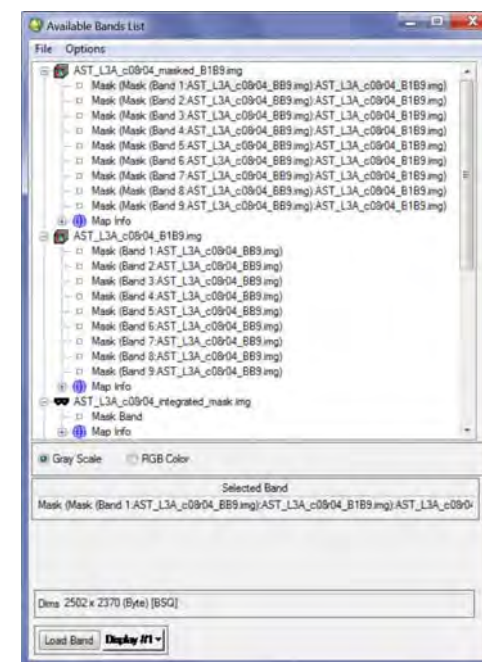 Available Bands List
File Options
AST_L3A_c08r04_masked_B1B9.img
Mask (Mask (Band 1:AST_L3A_c08r04_BB9.img):AST_L3A_c08r04_B1B9.img)
Mask (Mask (Band 2:AST_L3A_c08r04_BB9.img):AST_L3A_c08r04_B1B9.img)
Mask (Mask (Band 3:AST_L3A_c08r04_BB9.img):AST_L3A_c08r04_B1B9.img)
Mask (Mask (Band 4:AST_L3A_c08r04_BB9.img):AST_L3A_c08r04_B1B9.img)
Mask (Mask (Band 5:AST_L3A_c08r04_BB9.img):AST_L3A_c08r04_B1B9.img)
Mask (Mask (Band 6:AST_L3A_c08r04_BB9.img):AST_L3A_c08r04_B1B9.img)
Mask (Mask (Band 7:AST_L3A_c08r04_BB9.img):AST_L3A_c08r04_B1B9.img)
Mask (Mask (Band 8:AST_L3A_c08r04_BB9.img):AST_L3A_c08r04_B1B9.img)
Mask (Mask (Band 9:AST_L3A_c08r04_BB9.img):AST_L3A_c08r04_B1B9.img)
Map Info
AST_L3A_c08r04_B1B9.img
Mask (Band 1:AST_L3A_c08r04_BB9.img)
Mask (Band 2:AST_L3A_c08r04_BB9.img)
Mask (Band 3:AST_L3A_c08r04_BB9.img)
Mask (Band 4:AST_L3A_c08r04_BB9.img)
Mask (Band 5:AST_L3A_c08r04_BB9.img)
Mask (Band 6:AST_L3A_c08r04_BB9.img)
Mask (Band 7:AST_L3A_c08r04_BB9.img)
Mask (Band 8:AST_L3A_c08r04_BB9.img)
Mask (Band 9:AST_L3A_c08r04_BB9.img)
Map Info
AST_L3A_c08r04_integrated_mask.img
Mask Band
Map Info
Gray Scale RGB Color
Selected Band
Mask (Mask (Band 1:AST_L3A_c08r04_BB9.img):AST_L3A_c08r04_B1B9.img):AST_L3A_c08r04
Dims 2502 x 2370 (Byte) [BSQ]
Load Band Display #1